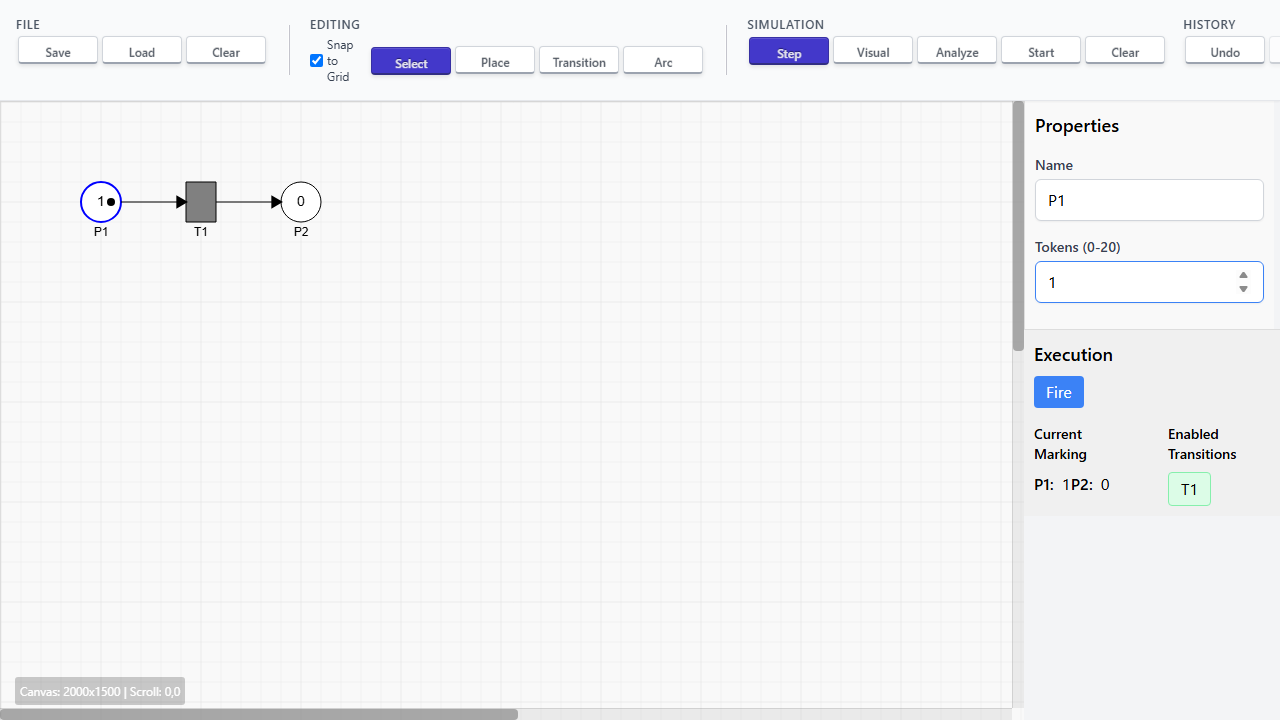 FILE
Save
Load
Clear
EDITING
Snap
to
Grid
Select
Place
Transition
Arc
SIMULATION
Step
Visual
Analyze
Start
Clear
HISTORY
Undo
1
P1
T1
0
P2
Canvas: 2000x1500 | Scroll: 0,0
Properties
Name
P1
Tokens (0-20)
1
Execution
Fire
Current
Marking
P1: 1P2: 0
Enabled
Transitions
T1